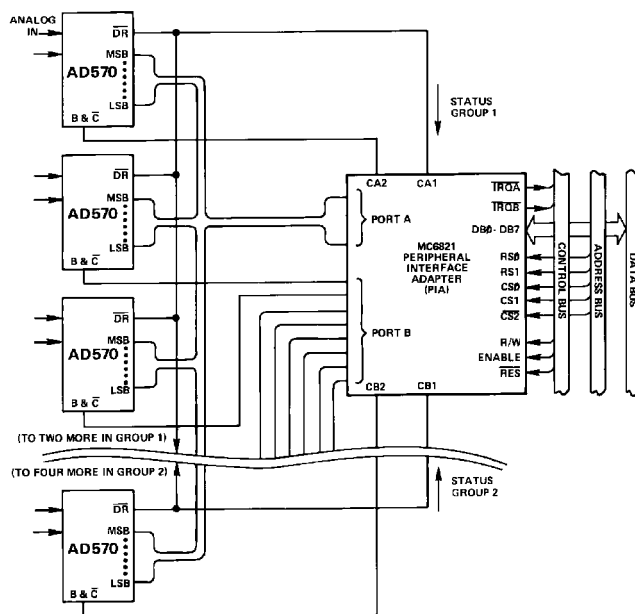 ANALOG
IN
DR
MSB
AD570
LSB
B & C
STATUS
GROUP 1
DR
MSB
AD570
LSB
B & C
CA2 CA1
IRQA
IRQB
DB0- DB7
PORT A
MC6821
PERIPHERAL
INTERFACE
ADAPTER
(PIA)
RS0
RS1
CS0
CS1
CS2
R/W
ENABLE
RES
PORT B
CB2 CB1
CONTROL BUS
ADDRESS BUS
DATA BUS
DR
MSB
AD570
LSB
B & C
(TO TWO MORE IN GROUP 1)
(TO FOUR MORE IN GROUP 2)
STATUS
GROUP 2
DR
MSB
AD570
LSB
B & C